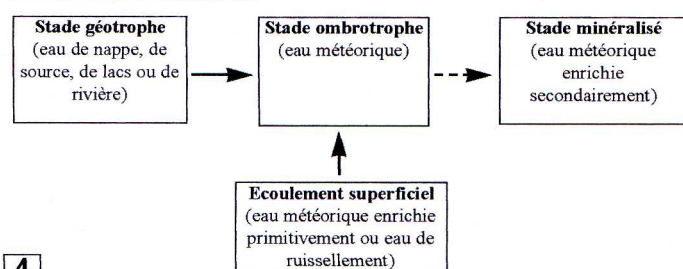 Stade géotrophe
(eau de nappe, de
source, de lacs ou de
rivière)
Stade ombrotrophe
(eau météorique)
Stade minéralisé
(eau météorique
enrichie
secondairement)
Ecoulement superficiel
(eau météorique enrichie
primitivement ou eau de
ruissellement)
4